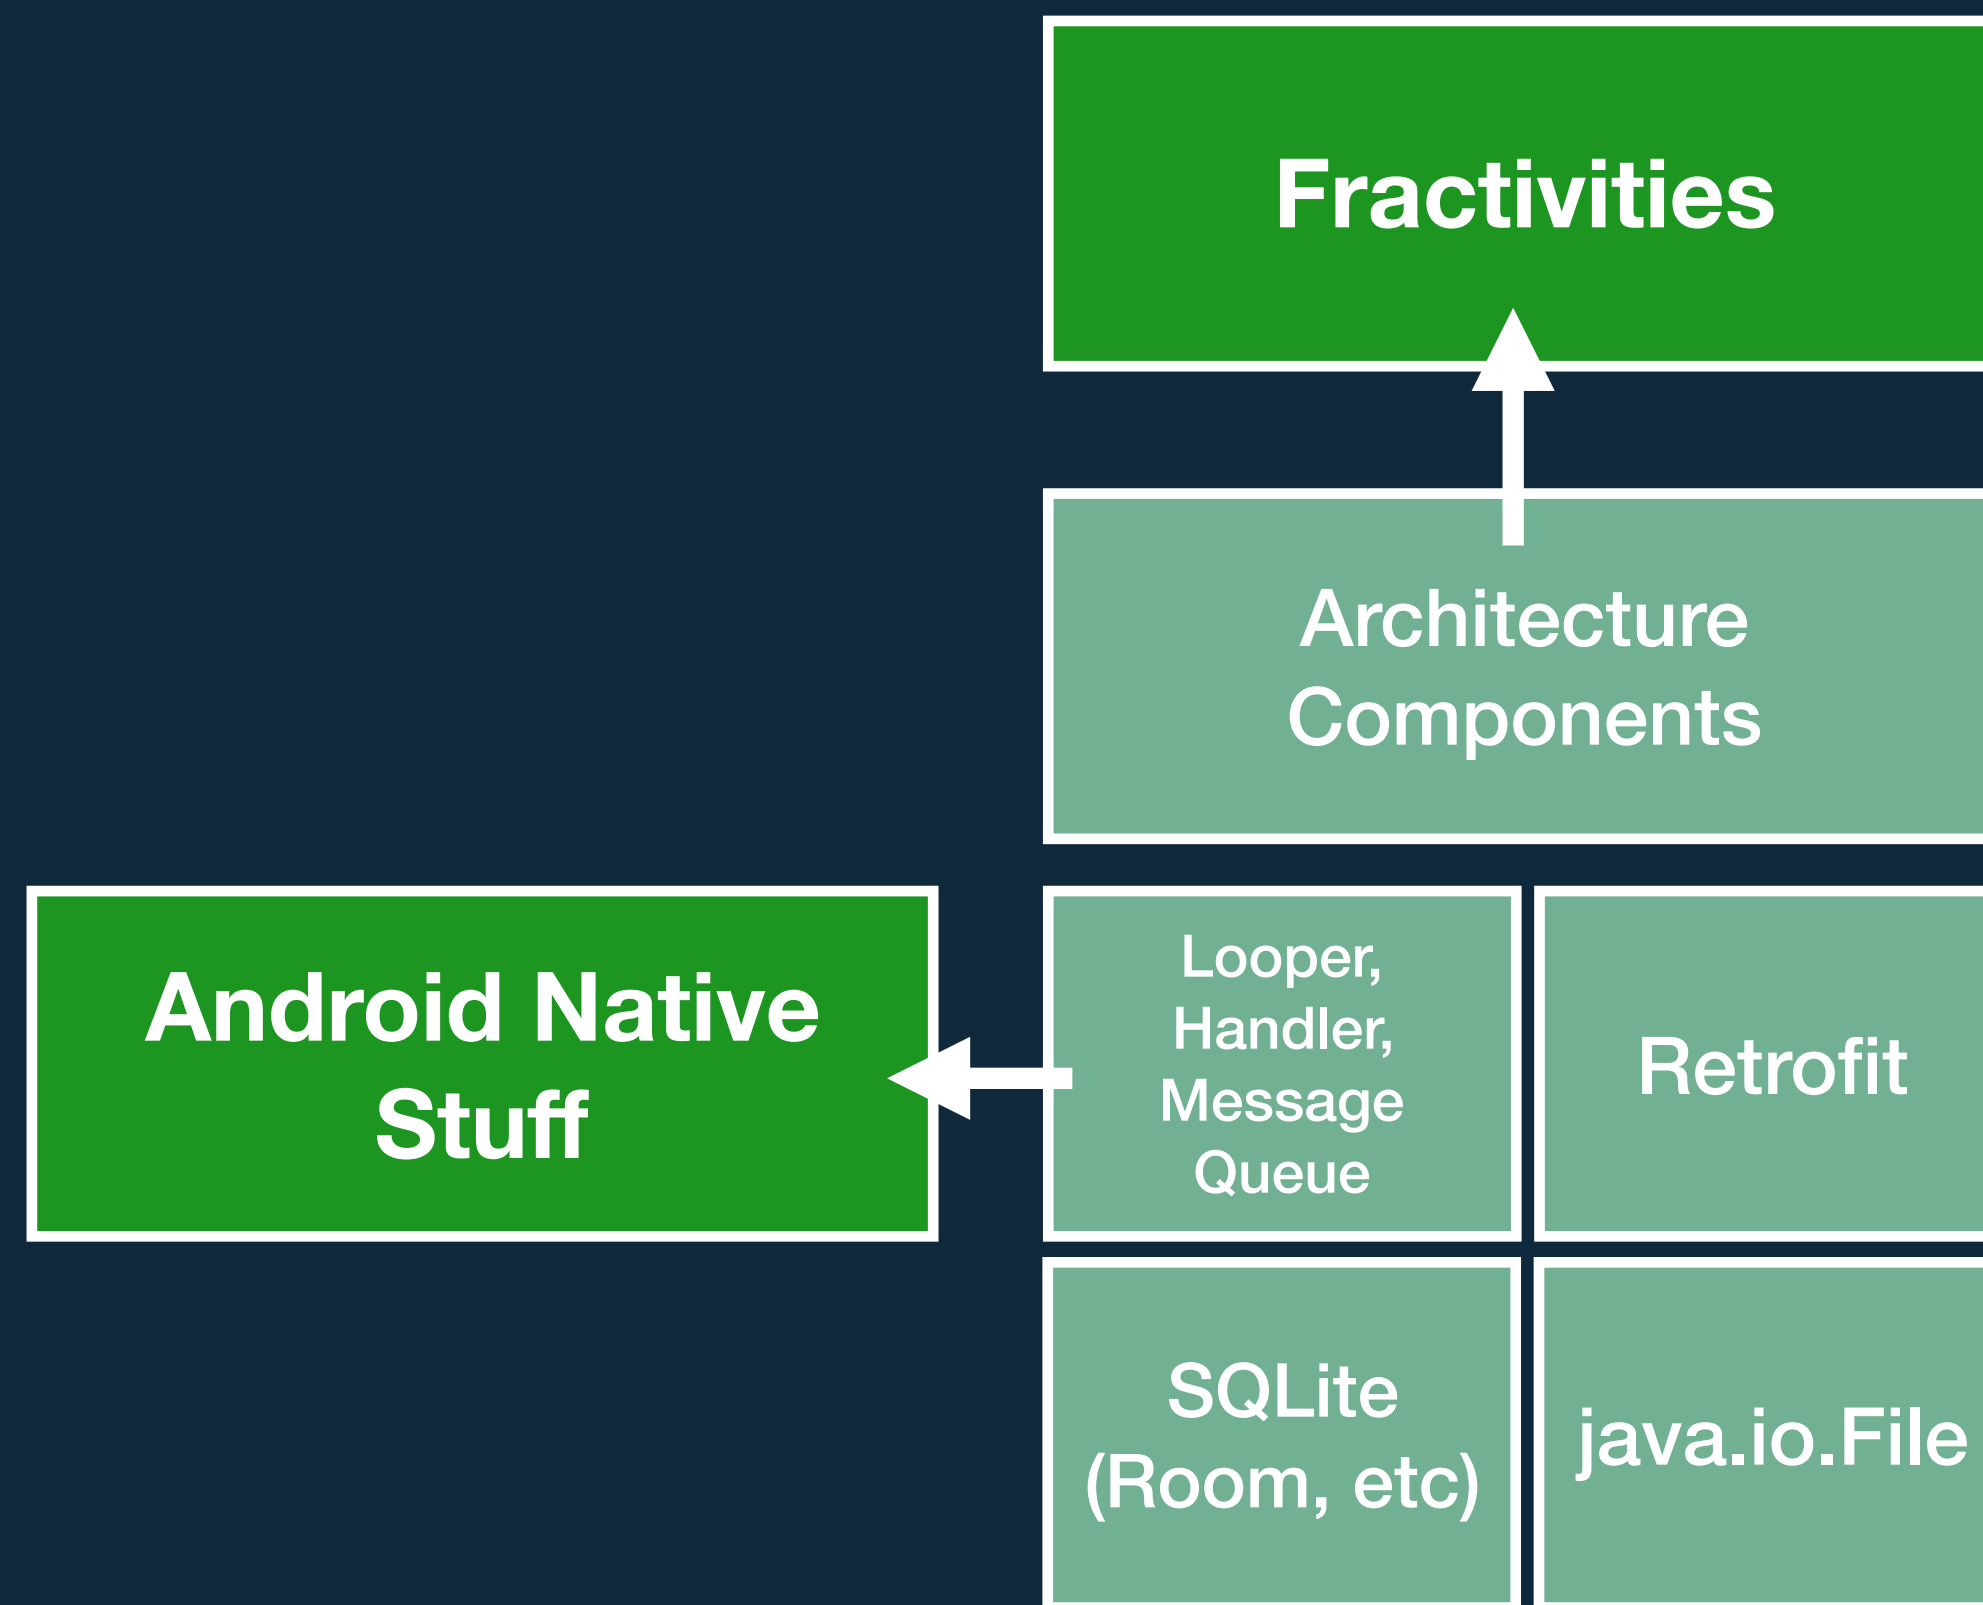 Fractivities
Architecture
Components
Android Native
Stuff
Looper,
Handler,
Message
Queue
Retrofit
SQLite
(Room, etc)
java.io.File